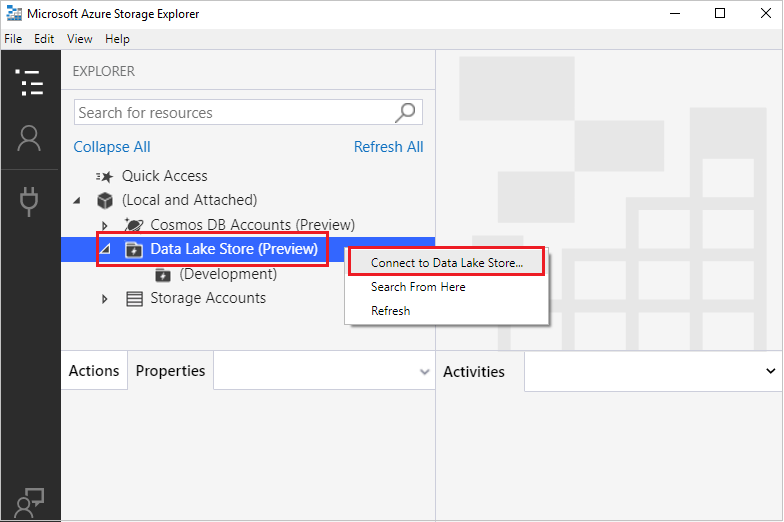 Microsoft Azure Storage Explorer
File Edit View Help
EXPLORER
Search for resources
Collapse All Refresh All
Quick Access
(Local and Attached)
Cosmos DB Accounts (Preview)
Data Lake Store (Preview)
(Development)
Storage Accounts
Connect to Data Lake Store...
Search From Here
Refresh
Actions Properties
Activities